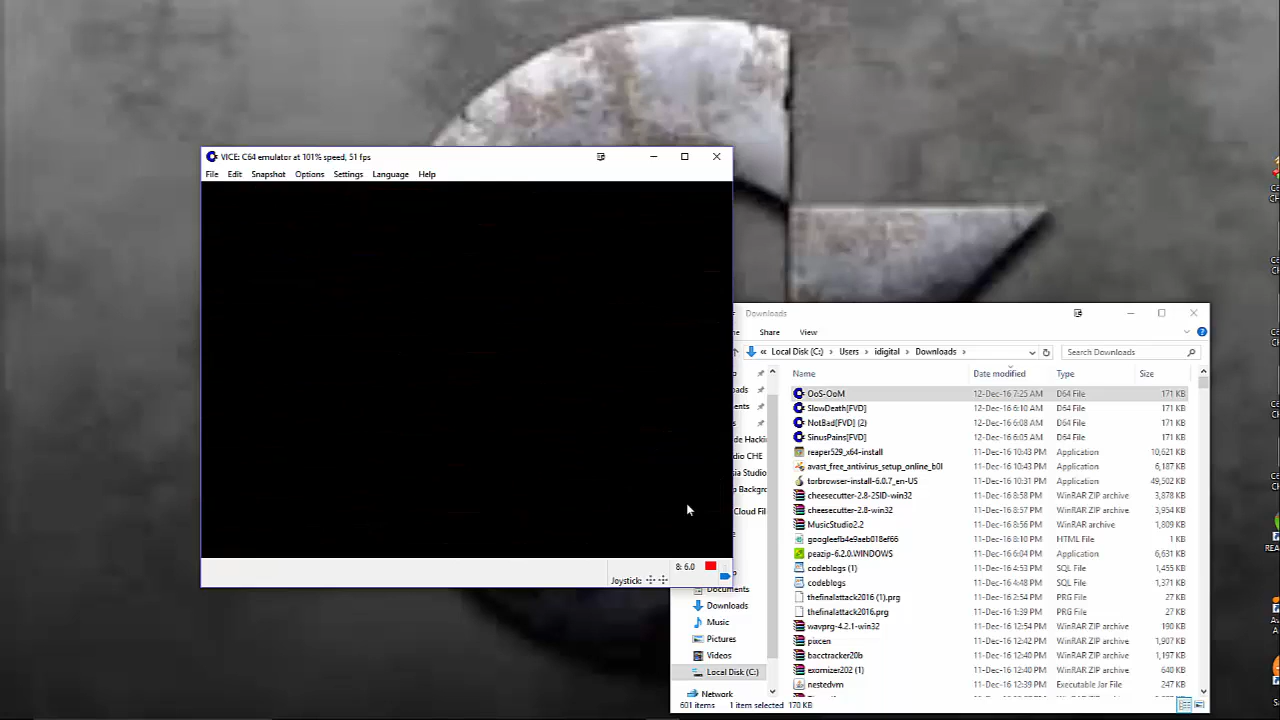 VICE: C64 emulator at 101% speed, 51 fps
File Edit Snapshot Options Settings Language Help
8: 6.0
Joystick:
Downloads
Share View
« Local Disk (C:) › Users › idigital › Downloads ›
Search Downloads
Name Date modified Type Size
OoS-OoM 12-Dec-16 7:25 AM D64 File 171 KB
SlowDeath[FVD] 12-Dec-16 6:10 AM D64 File 171 KB
NotBad[FVD] (2) 12-Dec-16 6:08 AM D64 File 171 KB
SinusPains[FVD] 12-Dec-16 6:05 AM D64 File 171 KB
reaper529_x64-install 11-Dec-16 10:43 PM Application 10,621 KB
avast_free_antivirus_setup_online_b0l 11-Dec-16 10:43 PM Application 6,187 KB
torbrowser-install-6.0.7_en-US 11-Dec-16 10:31 PM Application 49,502 KB
cheesecutter-2.8-2SID-win32 11-Dec-16 8:58 PM WinRAR ZIP archive 3,878 KB
cheesecutter-2.8-win32 11-Dec-16 8:57 PM WinRAR ZIP archive 3,954 KB
MusicStudio2.2 11-Dec-16 8:56 PM WinRAR archive 1,809 KB
googleefb4e9aeb018ef66 11-Dec-16 8:10 PM HTML File 1 KB
peazip-6.2.0.WINDOWS 11-Dec-16 6:04 PM Application 6,631 KB
codeblogs (1) 11-Dec-16 4:53 PM SQL File 1,455 KB
codeblogs 11-Dec-16 4:48 PM SQL File 1,455 KB
thefinalattack2016 (1).prg 11-Dec-16 2:54 PM PRG File 27 KB
thefinalattack2016.prg 11-Dec-16 1:39 PM PRG File 27 KB
wavprg-4.2.1-win32 11-Dec-16 12:54 PM WinRAR ZIP archive 190 KB
pixcen 11-Dec-16 12:42 PM WinRAR ZIP archive 1,907 KB
bacctracker20b 11-Dec-16 12:40 PM WinRAR ZIP archive 1,197 KB
exomizer202 (1) 11-Dec-16 12:40 PM WinRAR ZIP archive 640 KB
nestedvm 11-Dec-16 12:39 PM Executable Jar File 247 KB
Documents
Downloads
Music
Pictures
Videos
Local Disk (C:)
Network
601 items 1 item selected 170 KB